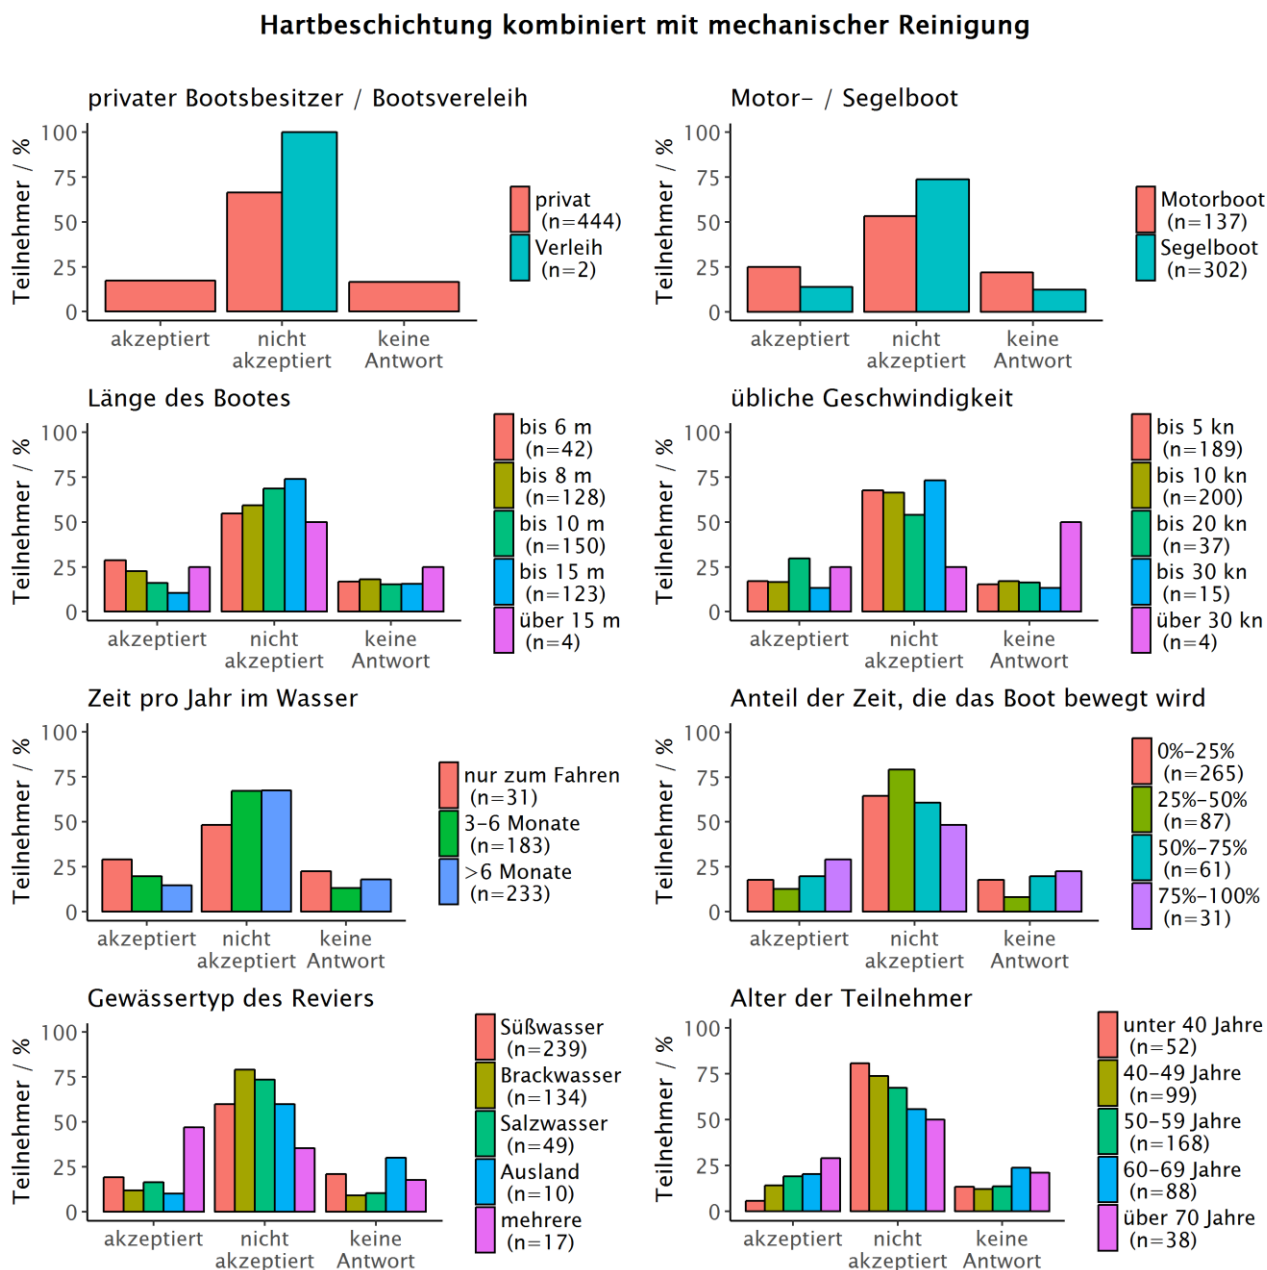 Hartbeschichtung kombiniert mit mechanischer Reinigung
privater Bootsbesitzer / Bootsvereleih
Teilnehmer / %
100
75
50
25
0
akzeptiert
nicht
akzeptiert
keine
Antwort
privat
(n=444)
Verleih
(n=2)
Motor- / Segelboot
Teilnehmer / %
100
75
50
25
0
akzeptiert
nicht
akzeptiert
keine
Antwort
Motorboot
(n=137)
Segelboot
(n=302)
Länge des Bootes
Teilnehmer / %
100
75
50
25
0
akzeptiert
nicht
akzeptiert
keine
Antwort
bis 6 m
(n=42)
bis 8 m
(n=128)
bis 10 m
(n=150)
bis 15 m
(n=123)
über 15 m
(n=4)
übliche Geschwindigkeit
Teilnehmer / %
100
75
50
25
0
akzeptiert
nicht
akzeptiert
keine
Antwort
bis 5 kn
(n=189)
bis 10 kn
(n=200)
bis 20 kn
(n=37)
bis 30 kn
(n=15)
über 30 kn
(n=4)
Zeit pro Jahr im Wasser
Teilnehmer / %
100
75
50
25
0
akzeptiert
nicht
akzeptiert
keine
Antwort
nur zum Fahren
(n=31)
3-6 Monate
(n=183)
>6 Monate
(n=233)
Anteil der Zeit, die das Boot bewegt wird
Teilnehmer / %
100
75
50
25
0
akzeptiert
nicht
akzeptiert
keine
Antwort
0%-25%
(n=265)
25%-50%
(n=87)
50%-75%
(n=61)
75%-100%
(n=31)
Gewässertyp des Reviers
Teilnehmer / %
100
75
50
25
0
akzeptiert
nicht
akzeptiert
keine
Antwort
Süßwasser
(n=239)
Brackwasser
(n=134)
Salzwasser
(n=49)
Ausland
(n=10)
mehrere
(n=17)
Alter der Teilnehmer
Teilnehmer / %
100
75
50
25
0
akzeptiert
nicht
akzeptiert
keine
Antwort
unter 40 Jahre
(n=52)
40-49 Jahre
(n=99)
50-59 Jahre
(n=168)
60-69 Jahre
(n=88)
über 70 Jahre
(n=38)